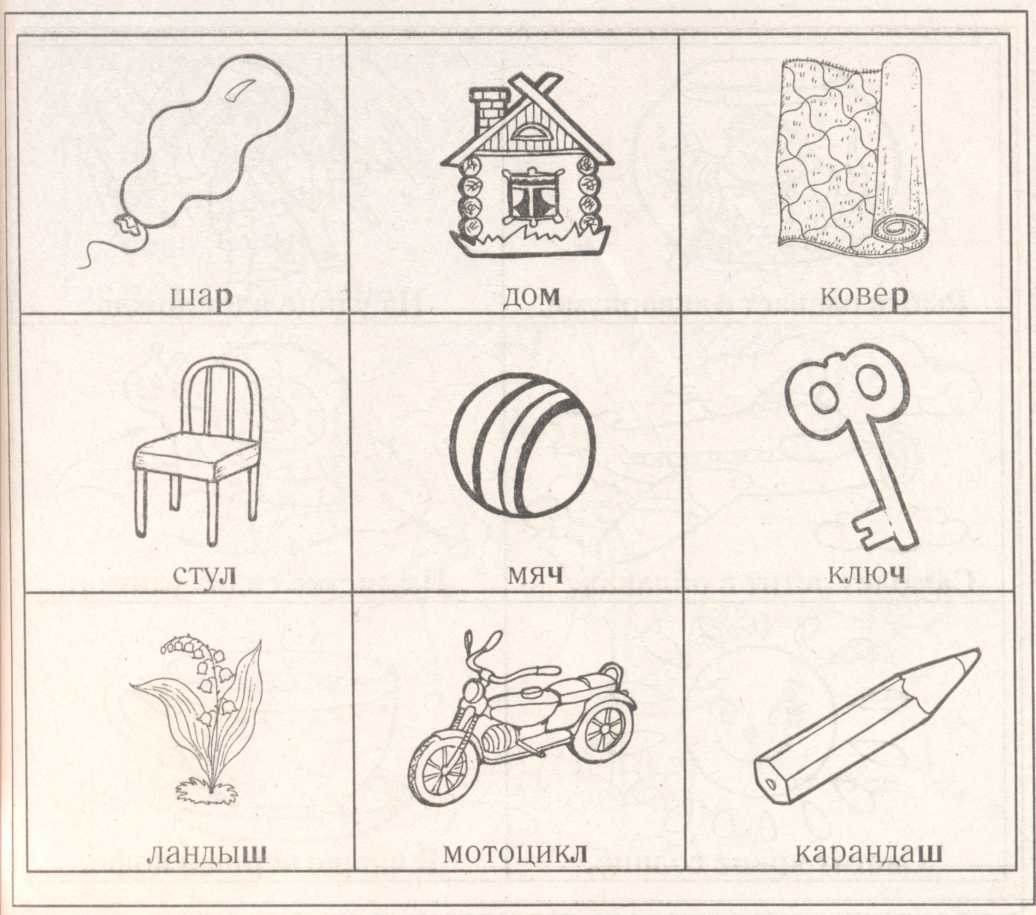 шар
дом
ковер
стул
мяч
ключ
ландыш
мотоцикл
карандаш